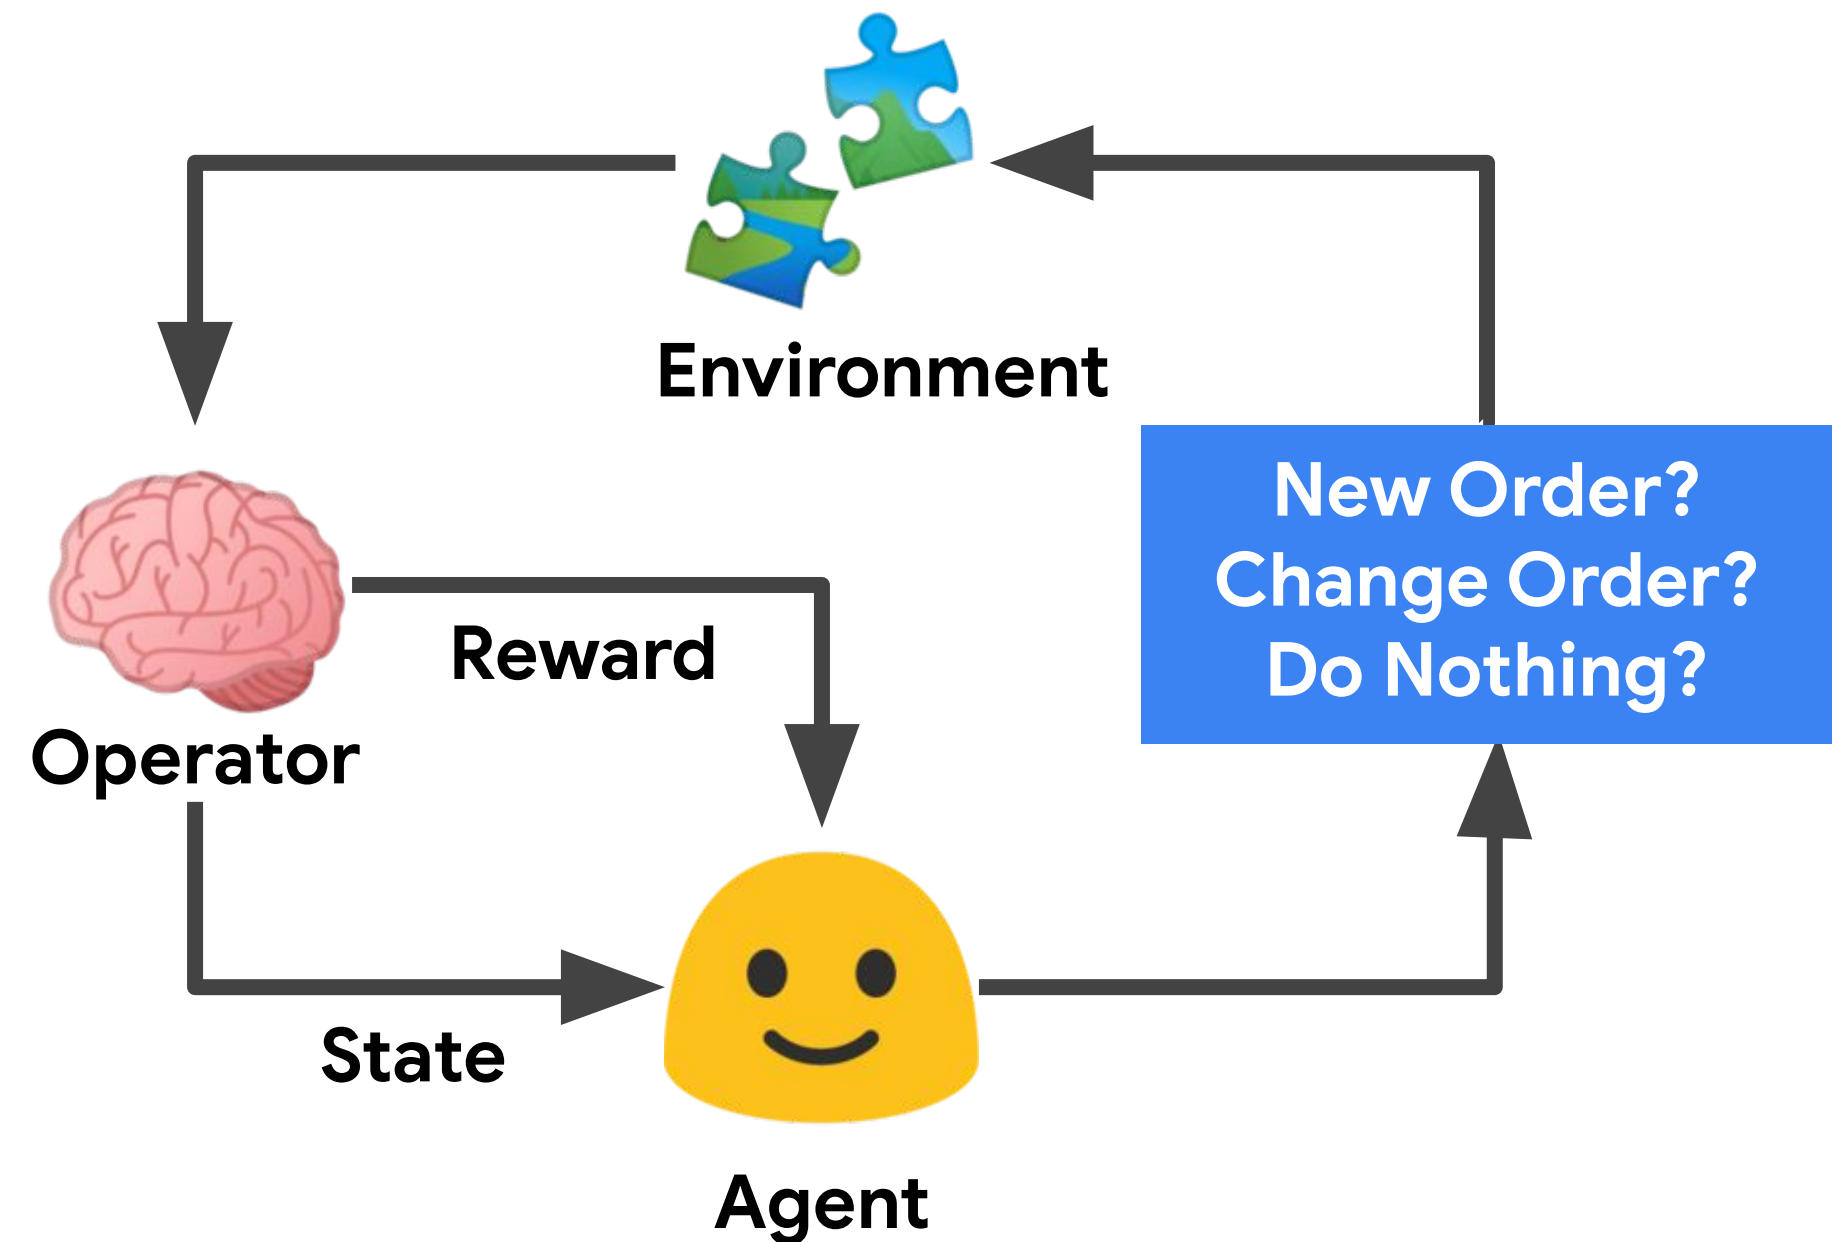 Environment
New Order?
Change Order?
Do Nothing?
Reward
Operator
State
Agent